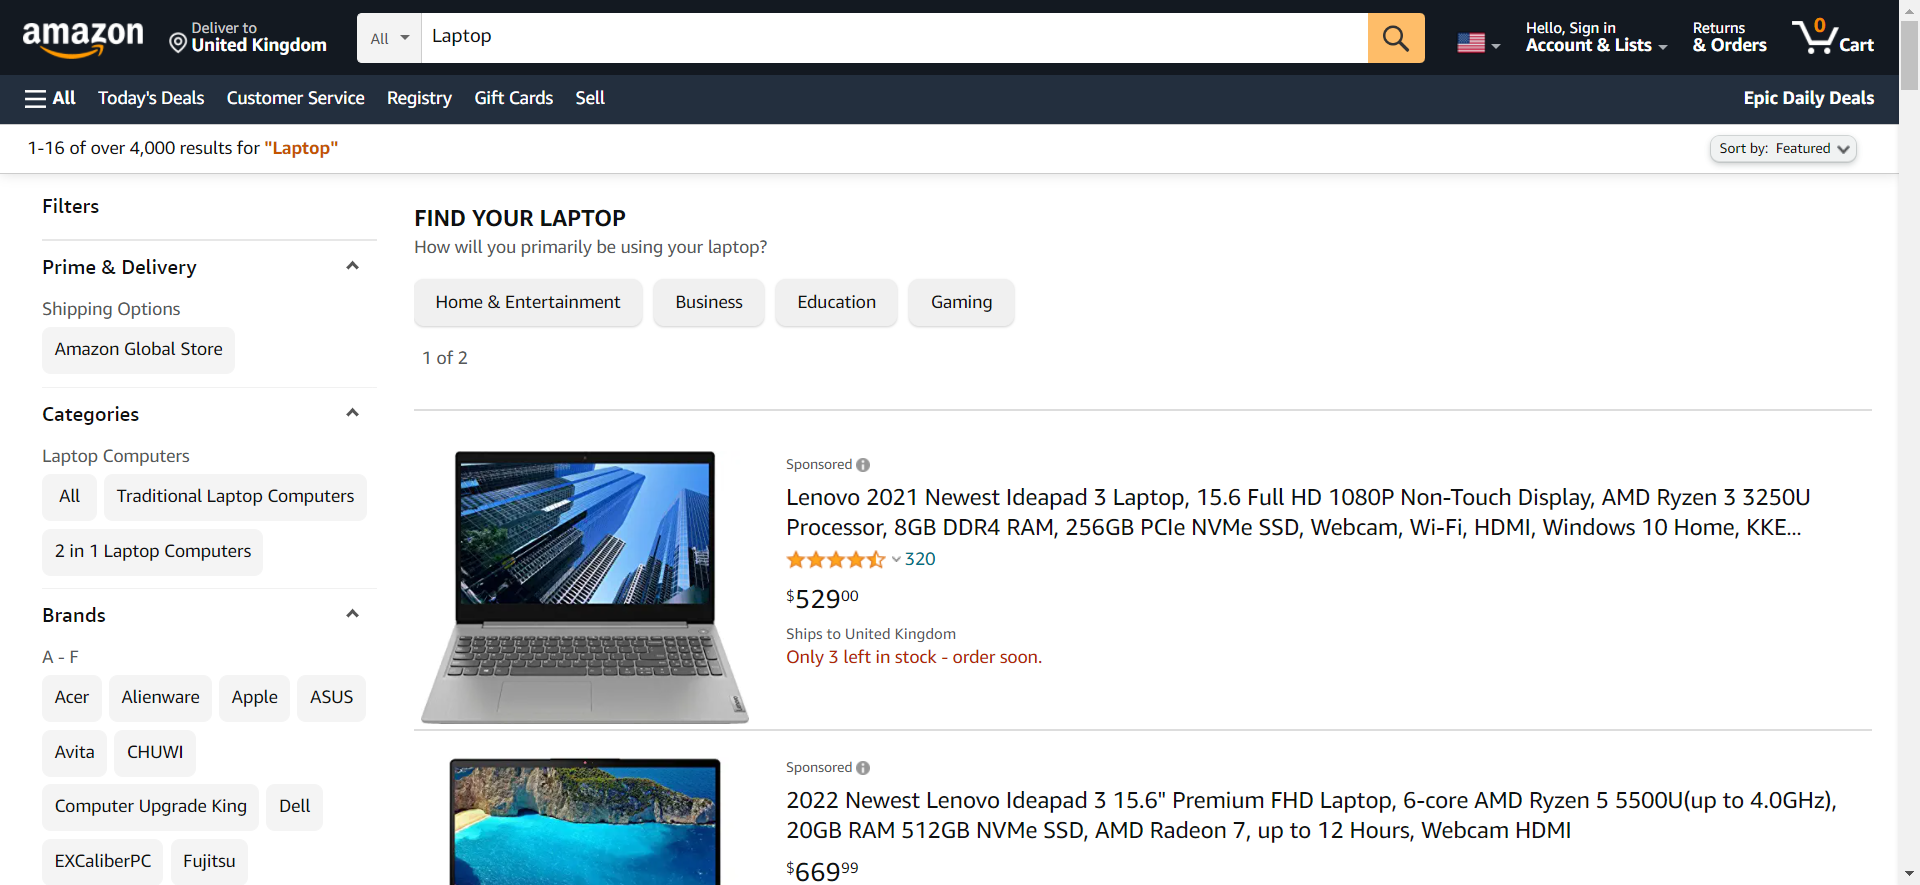 amazon
Deliver to
United Kingdom
All
Laptop
Hello, Sign in
Account & Lists
Returns
& Orders
0
Cart
All
Today's Deals
Customer Service
Registry
Gift Cards
Sell
Epic Daily Deals
1-16 of over 4,000 results for "Laptop"
Sort by: Featured
Filters
Prime & Delivery
Shipping Options
Amazon Global Store
Categories
Laptop Computers
All
Traditional Laptop Computers
2 in 1 Laptop Computers
Brands
A - F
Acer
Alienware
Apple
ASUS
Avita
CHUWI
Computer Upgrade King
Dell
EXCaliberPC
Fujitsu
FIND YOUR LAPTOP
How will you primarily be using your laptop?
Home & Entertainment
Business
Education
Gaming
1 of 2
Sponsored
Lenovo 2021 Newest Ideapad 3 Laptop, 15.6 Full HD 1080P Non-Touch Display, AMD Ryzen 3 3250U
Processor, 8GB DDR4 RAM, 256GB PCIe NVMe SSD, Webcam, Wi-Fi, HDMI, Windows 10 Home, KKE...
320
$52900
Ships to United Kingdom
Only 3 left in stock - order soon.
Lenovo
Sponsored
2022 Newest Lenovo Ideapad 3 15.6" Premium FHD Laptop, 6-core AMD Ryzen 5 5500U(up to 4.0GHz),
20GB RAM 512GB NVMe SSD, AMD Radeon 7, up to 12 Hours, Webcam HDMI
$66999